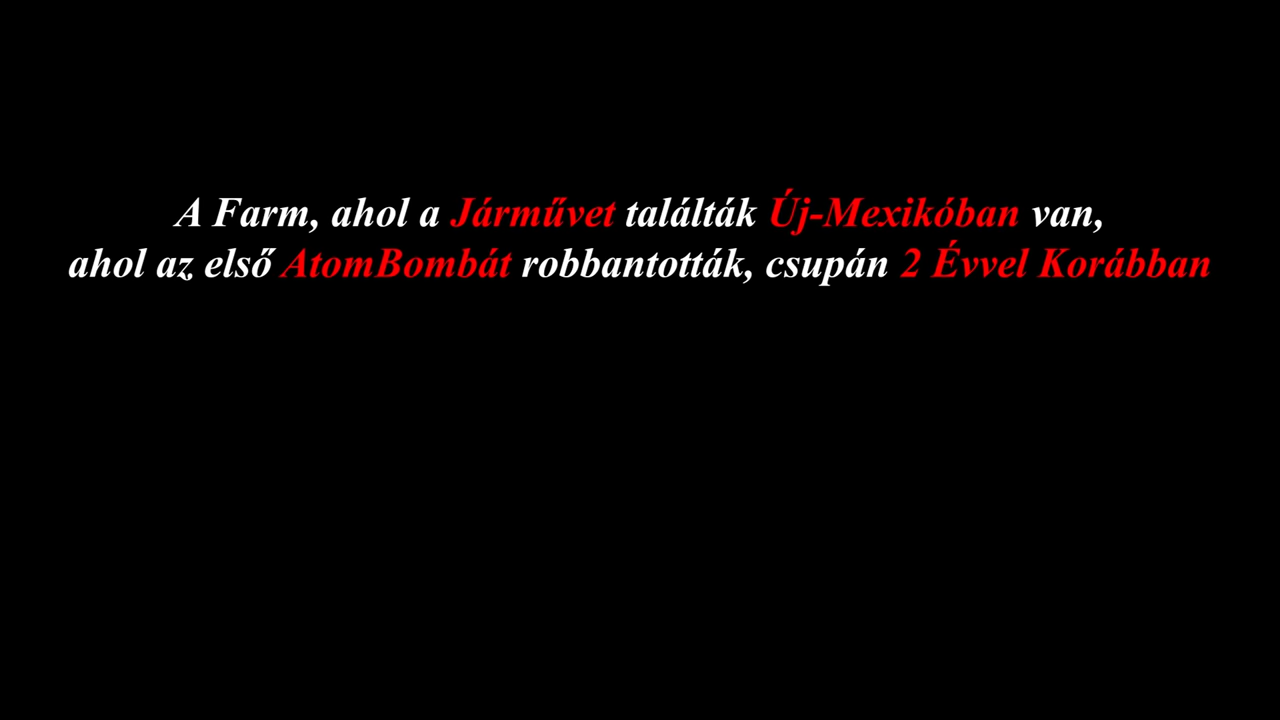 A Farm, ahol a Járművet találták Új-Mexikóban van,
ahol az első AtomBombát robbantották, csupán 2 Évvel Korábban